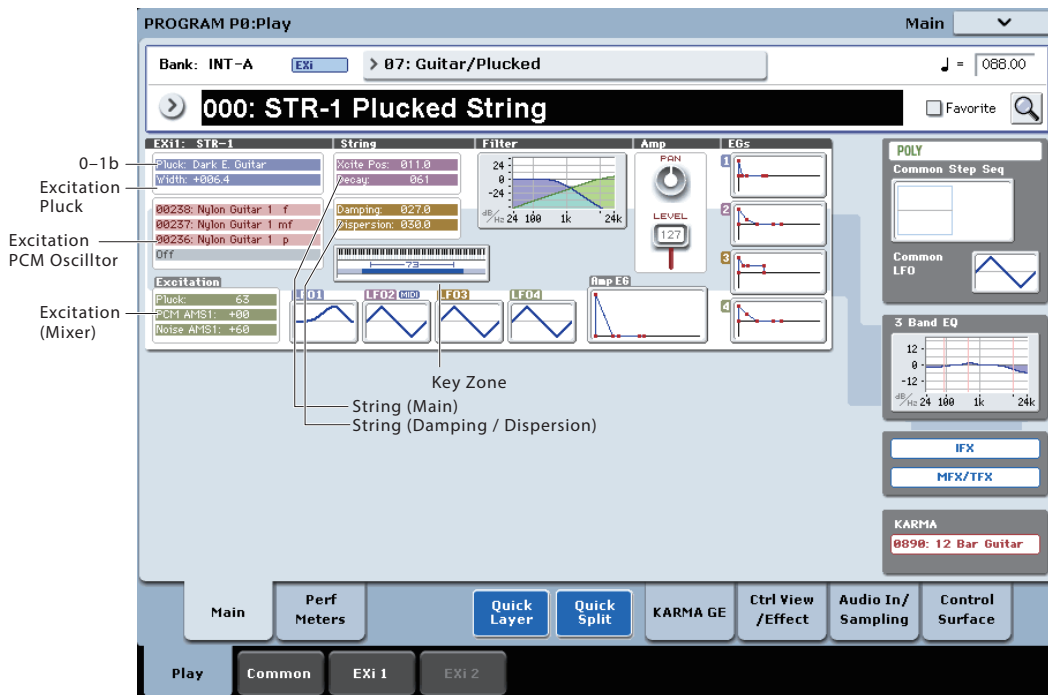 PROGRAM P0:Play
Main
Bank: INT-A
EXi
> 07: Guitar/Plucked
♩ = 088.00
000: STR-1 Plucked String
Favorite
EXi1: STR-1
String
Filter
Amp
EGs
Pluck: Dark E. Guitar
Width: +006.4
00238: Nylon Guitar 1 f
00237: Nylon Guitar 1 mf
00236: Nylon Guitar 1 p
Off
Excitation
Pluck: 63
PCM AMS1: +00
Noise AMS1: +60
Xcite Pos: 011.0
Decay: 061
Damping: 027.0
Dispersion: 030.0
73
24
0
-24
dB/Hz 24 100 1k 24k
PAN
LEVEL
127
1
2
3
4
LFO1
LFO2 MIDI
LFO3
LFO4
Amp EG
POLY
Common Step Seq
Common
LFO
3 Band EQ
12
0
-12
dB/Hz 24 100 1k 24k
IFX
MFX/TFX
KARMA
0890: 12 Bar Guitar
0–1b
Excitation
Pluck
Excitation
PCM Oscilltor
Excitation
(Mixer)
Key Zone
String (Main)
String (Damping / Dispersion)
Main
Perf
Meters
Quick
Layer
Quick
Split
KARMA GE
Ctrl View
/Effect
Audio In/
Sampling
Control
Surface
Play
Common
EXi 1
EXi 2